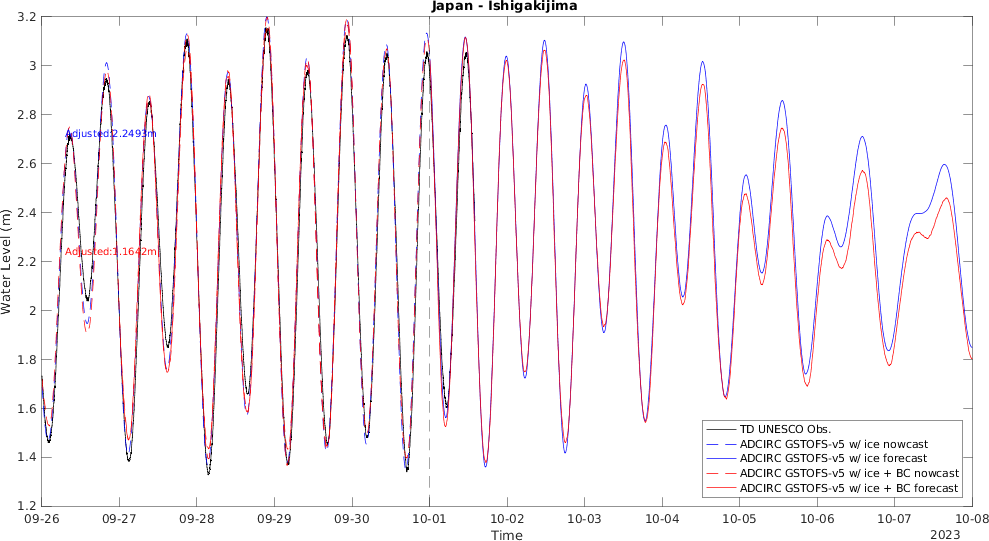 Japan - Ishigakijima
3.2
3
2.8
2.6
2.4
2.2
2
1.8
1.6
1.4
1.2
Water Level (m)
Adjusted:2.2493m
Adjusted:1.1642m
TD UNESCO Obs.
ADCIRC GSTOFS-v5 w/ ice nowcast
ADCIRC GSTOFS-v5 w/ ice forecast
ADCIRC GSTOFS-v5 w/ ice + BC nowcast
ADCIRC GSTOFS-v5 w/ ice + BC forecast
09-26 09-27 09-28 09-29 09-30 10-01 10-02 10-03 10-04 10-05 10-06 10-07 10-08
Time
2023